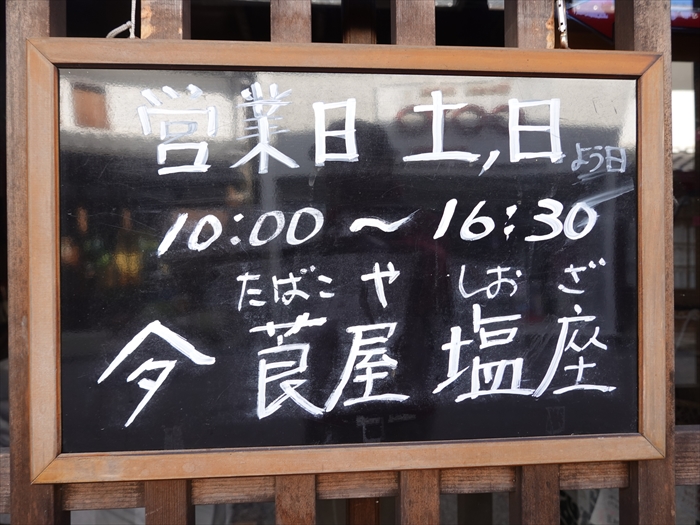 営業日 土,日よう日
10:00～16:30
たばこ や しお ざ
莨屋 塩座